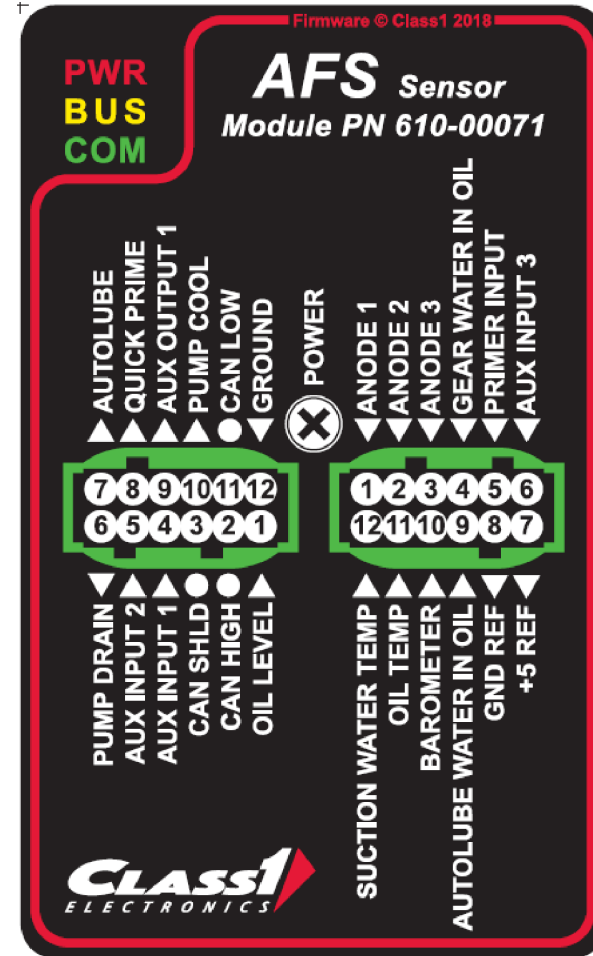 Firmware © Class1 2018
PWR
BUS
COM
AFS Sensor
Module PN 610-00071
AUTOLUBE
QUICK PRIME
AUX OUTPUT 1
PUMP COOL
CAN LOW
GROUND
POWER
ANODE 1
ANODE 2
ANODE 3
GEAR WATER IN OIL
PRIMER INPUT
AUX INPUT 3
7 8 9 10 11 12
6 5 4 3 2 1
1 2 3 4 5 6
12 11 10 9 8 7
PUMP DRAIN
AUX INPUT 2
AUX INPUT 1
CAN SHLD
CAN HIGH
OIL LEVEL
SUCTION WATER TEMP
OIL TEMP
BAROMETER
AUTOLUBE WATER IN OIL
GND REF
+5 REF
CLASS1
ELECTRONICS